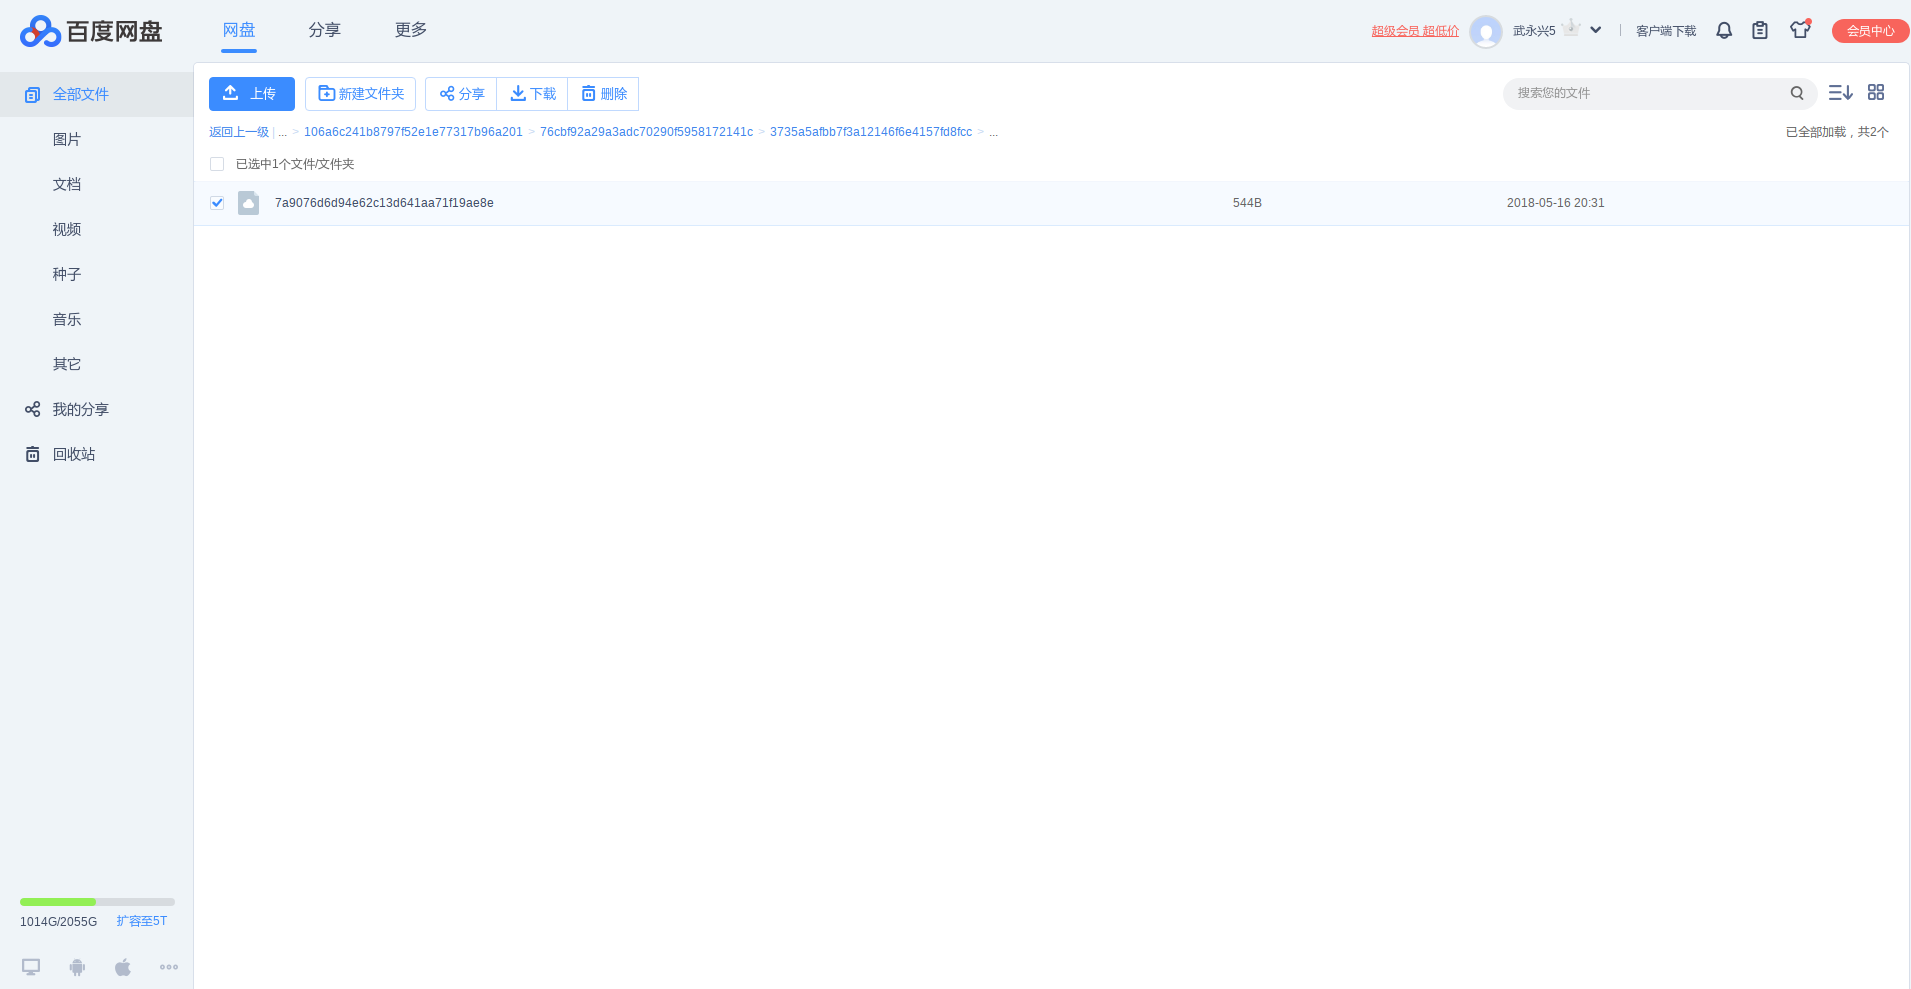 百度网盘 网盘 分享 更多 超级会员 超低价 武永兴5 客户端下载 会员中心
全部文件 上传 新建文件夹 分享 下载 删除 搜索您的文件
返回上一级 | ... > 106a6c241b8797f52e1e77317b96a201 > 76cbf92a29a3adc70290f5958172141c > 3735a5afbb7f3a12146f6e4157fd8fcc > ... 已全部加载，共2个
图片
已选中1个文件/文件夹
文档
7a9076d6d94e62c13d641aa71f19ae8e 544B 2018-05-16 20:31
视频
种子
音乐
其它
我的分享
回收站
1014G/2055G 扩容至5T